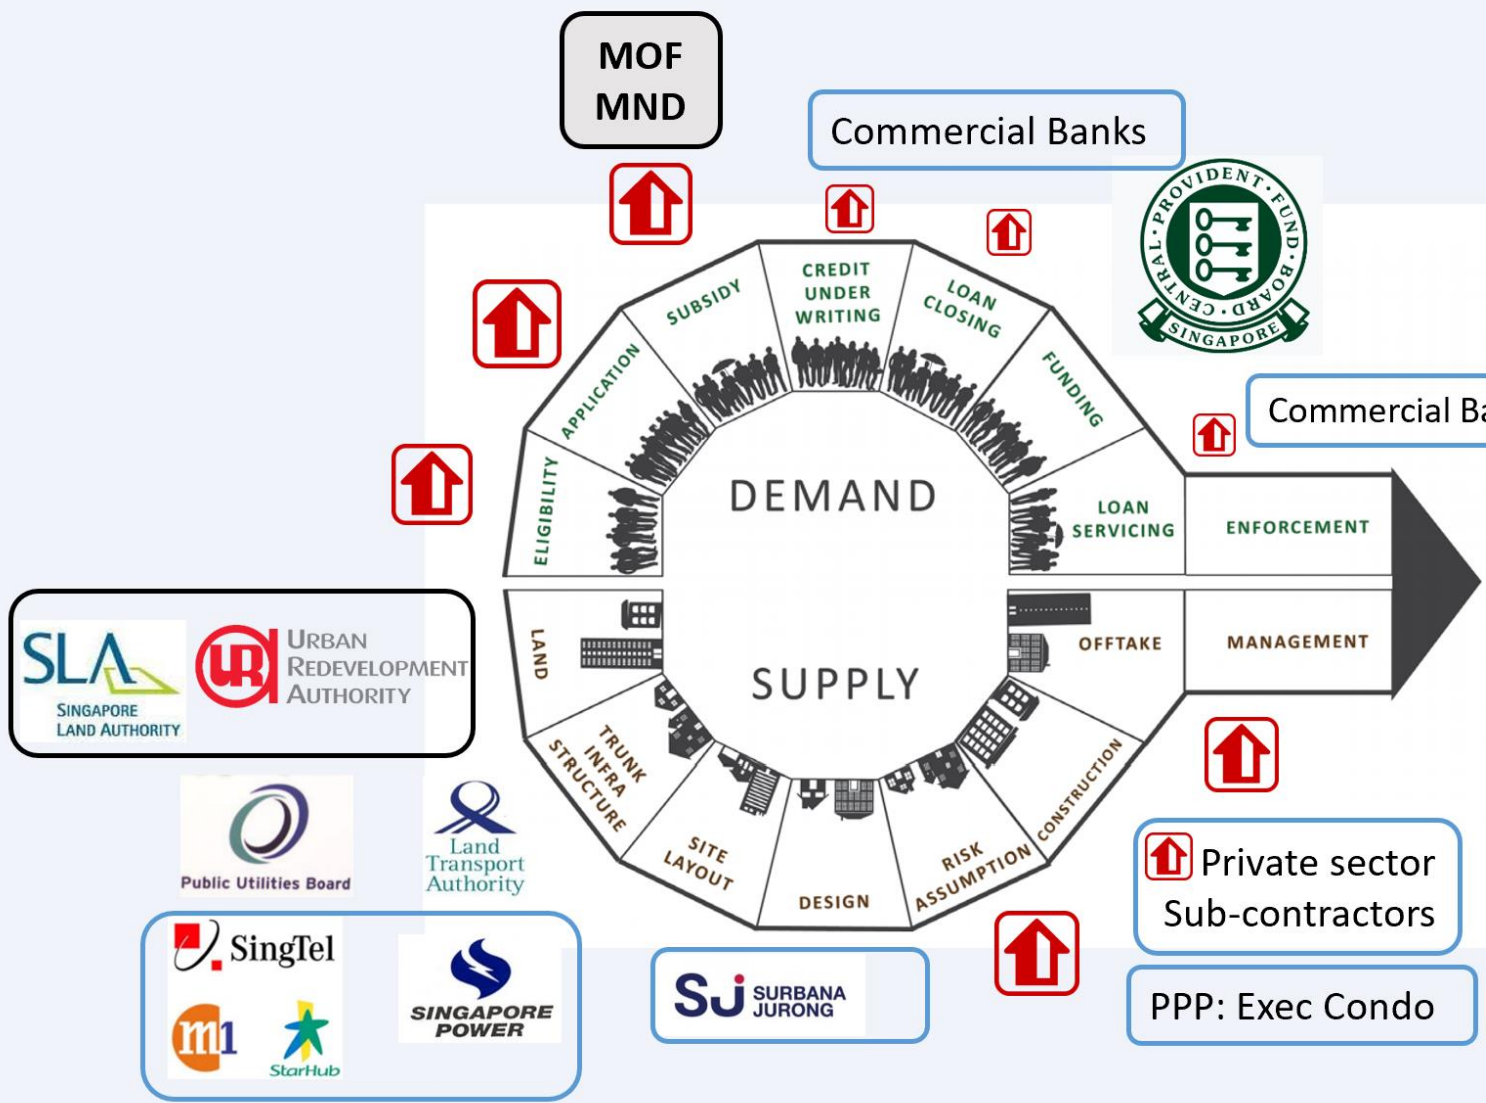 MOF
MND
Commercial Banks
CENTRAL · PROVIDENT · FUND · BOARD
SINGAPORE
Commercial Ba
SUBSIDY
CREDIT
UNDER
WRITING
LOAN
CLOSING
APPLICATION
FUNDING
ELIGIBILITY
DEMAND
LOAN
SERVICING
ENFORCEMENT
SLA
SINGAPORE
LAND AUTHORITY
UR
URBAN
REDEVELOPMENT
AUTHORITY
LAND
SUPPLY
OFFTAKE
MANAGEMENT
TRUNK
INFRA
STRUCTURE
SITE
LAYOUT
DESIGN
RISK
ASSUMPTION
CONSTRUCTION
Public Utilities Board
Land
Transport
Authority
SingTel
M1
StarHub
SINGAPORE
POWER
SJ SURBANA
JURONG
Private sector
Sub-contractors
PPP: Exec Condo